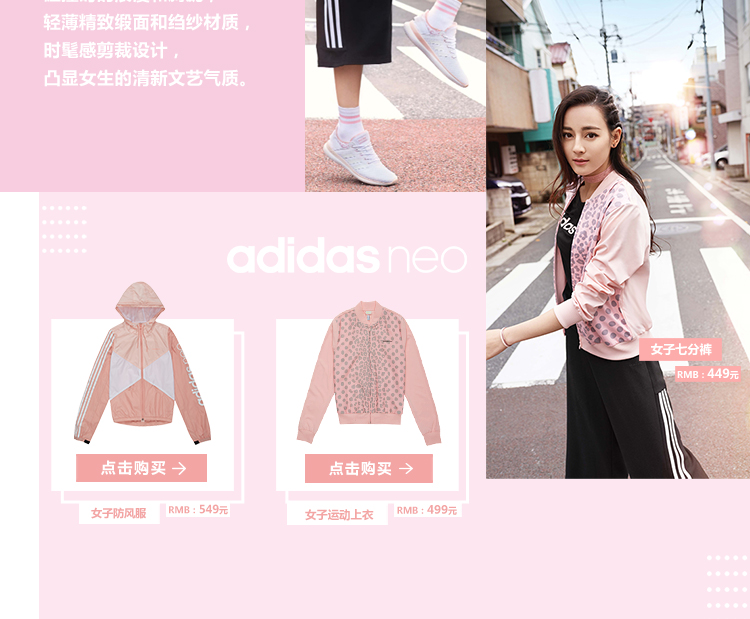 轻薄精致缎面和绉纱材质，
时髦感剪裁设计，
凸显女生的清新文艺气质。
adidas neo
女子七分裤
RMB：449元
点击购买→
点击购买→
女子防风服
RMB：549元
女子运动上衣
RMB：499元